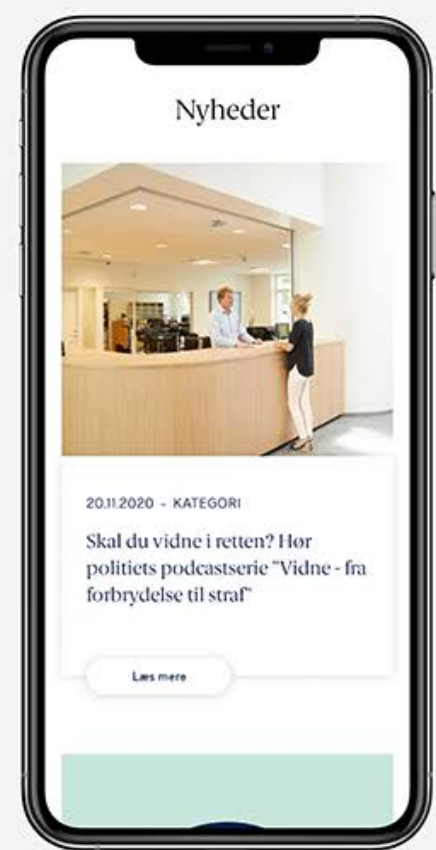 Nyheder
20.11.2020 - KATEGORI
Skal du vidne i retten? Hør
politiets podcastserie "Vidne - fra
forbrydelse til straf"
Læs mere